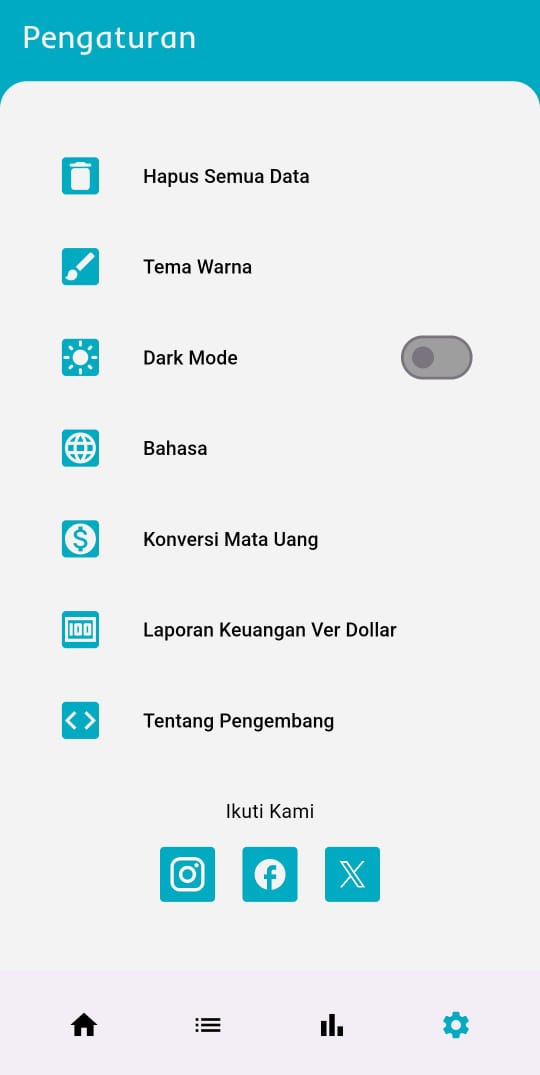 Pengaturan
Hapus Semua Data
Tema Warna
Dark Mode
Bahasa
Konversi Mata Uang
Laporan Keuangan Ver Dollar
Tentang Pengembang
Ikuti Kami